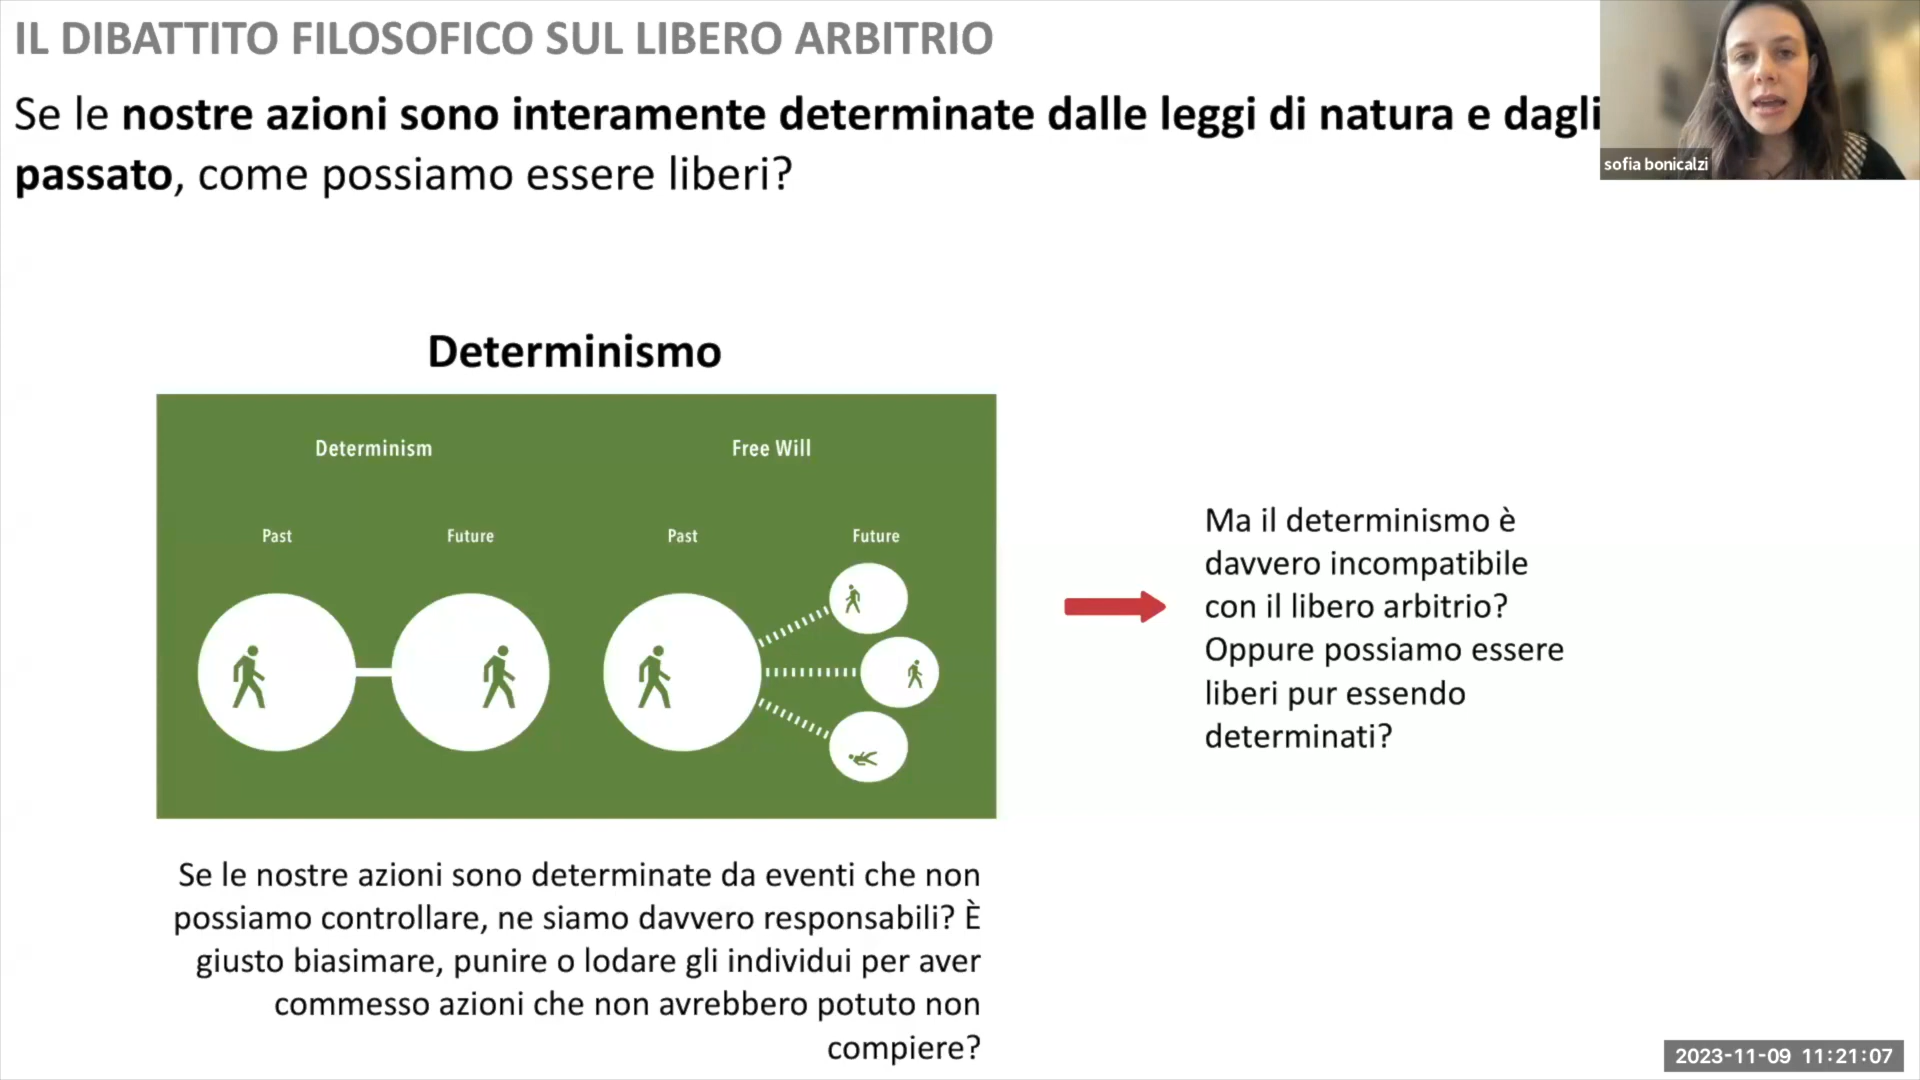 IL DIBATTITO FILOSOFICO SUL LIBERO ARBITRIO
Se le nostre azioni sono interamente determinate dalle leggi di natura e dagli
passato, come possiamo essere liberi?
sofia bonicalzi
Determinismo
Determinism
Free Will
Past
Future
Past
Future
Ma il determinismo è
davvero incompatibile
con il libero arbitrio?
Oppure possiamo essere
liberi pur essendo
determinati?
Se le nostre azioni sono determinate da eventi che non
possiamo controllare, ne siamo davvero responsabili? È
giusto biasimare, punire o lodare gli individui per aver
commesso azioni che non avrebbero potuto non
compiere?
2023-11-09 11:21:07